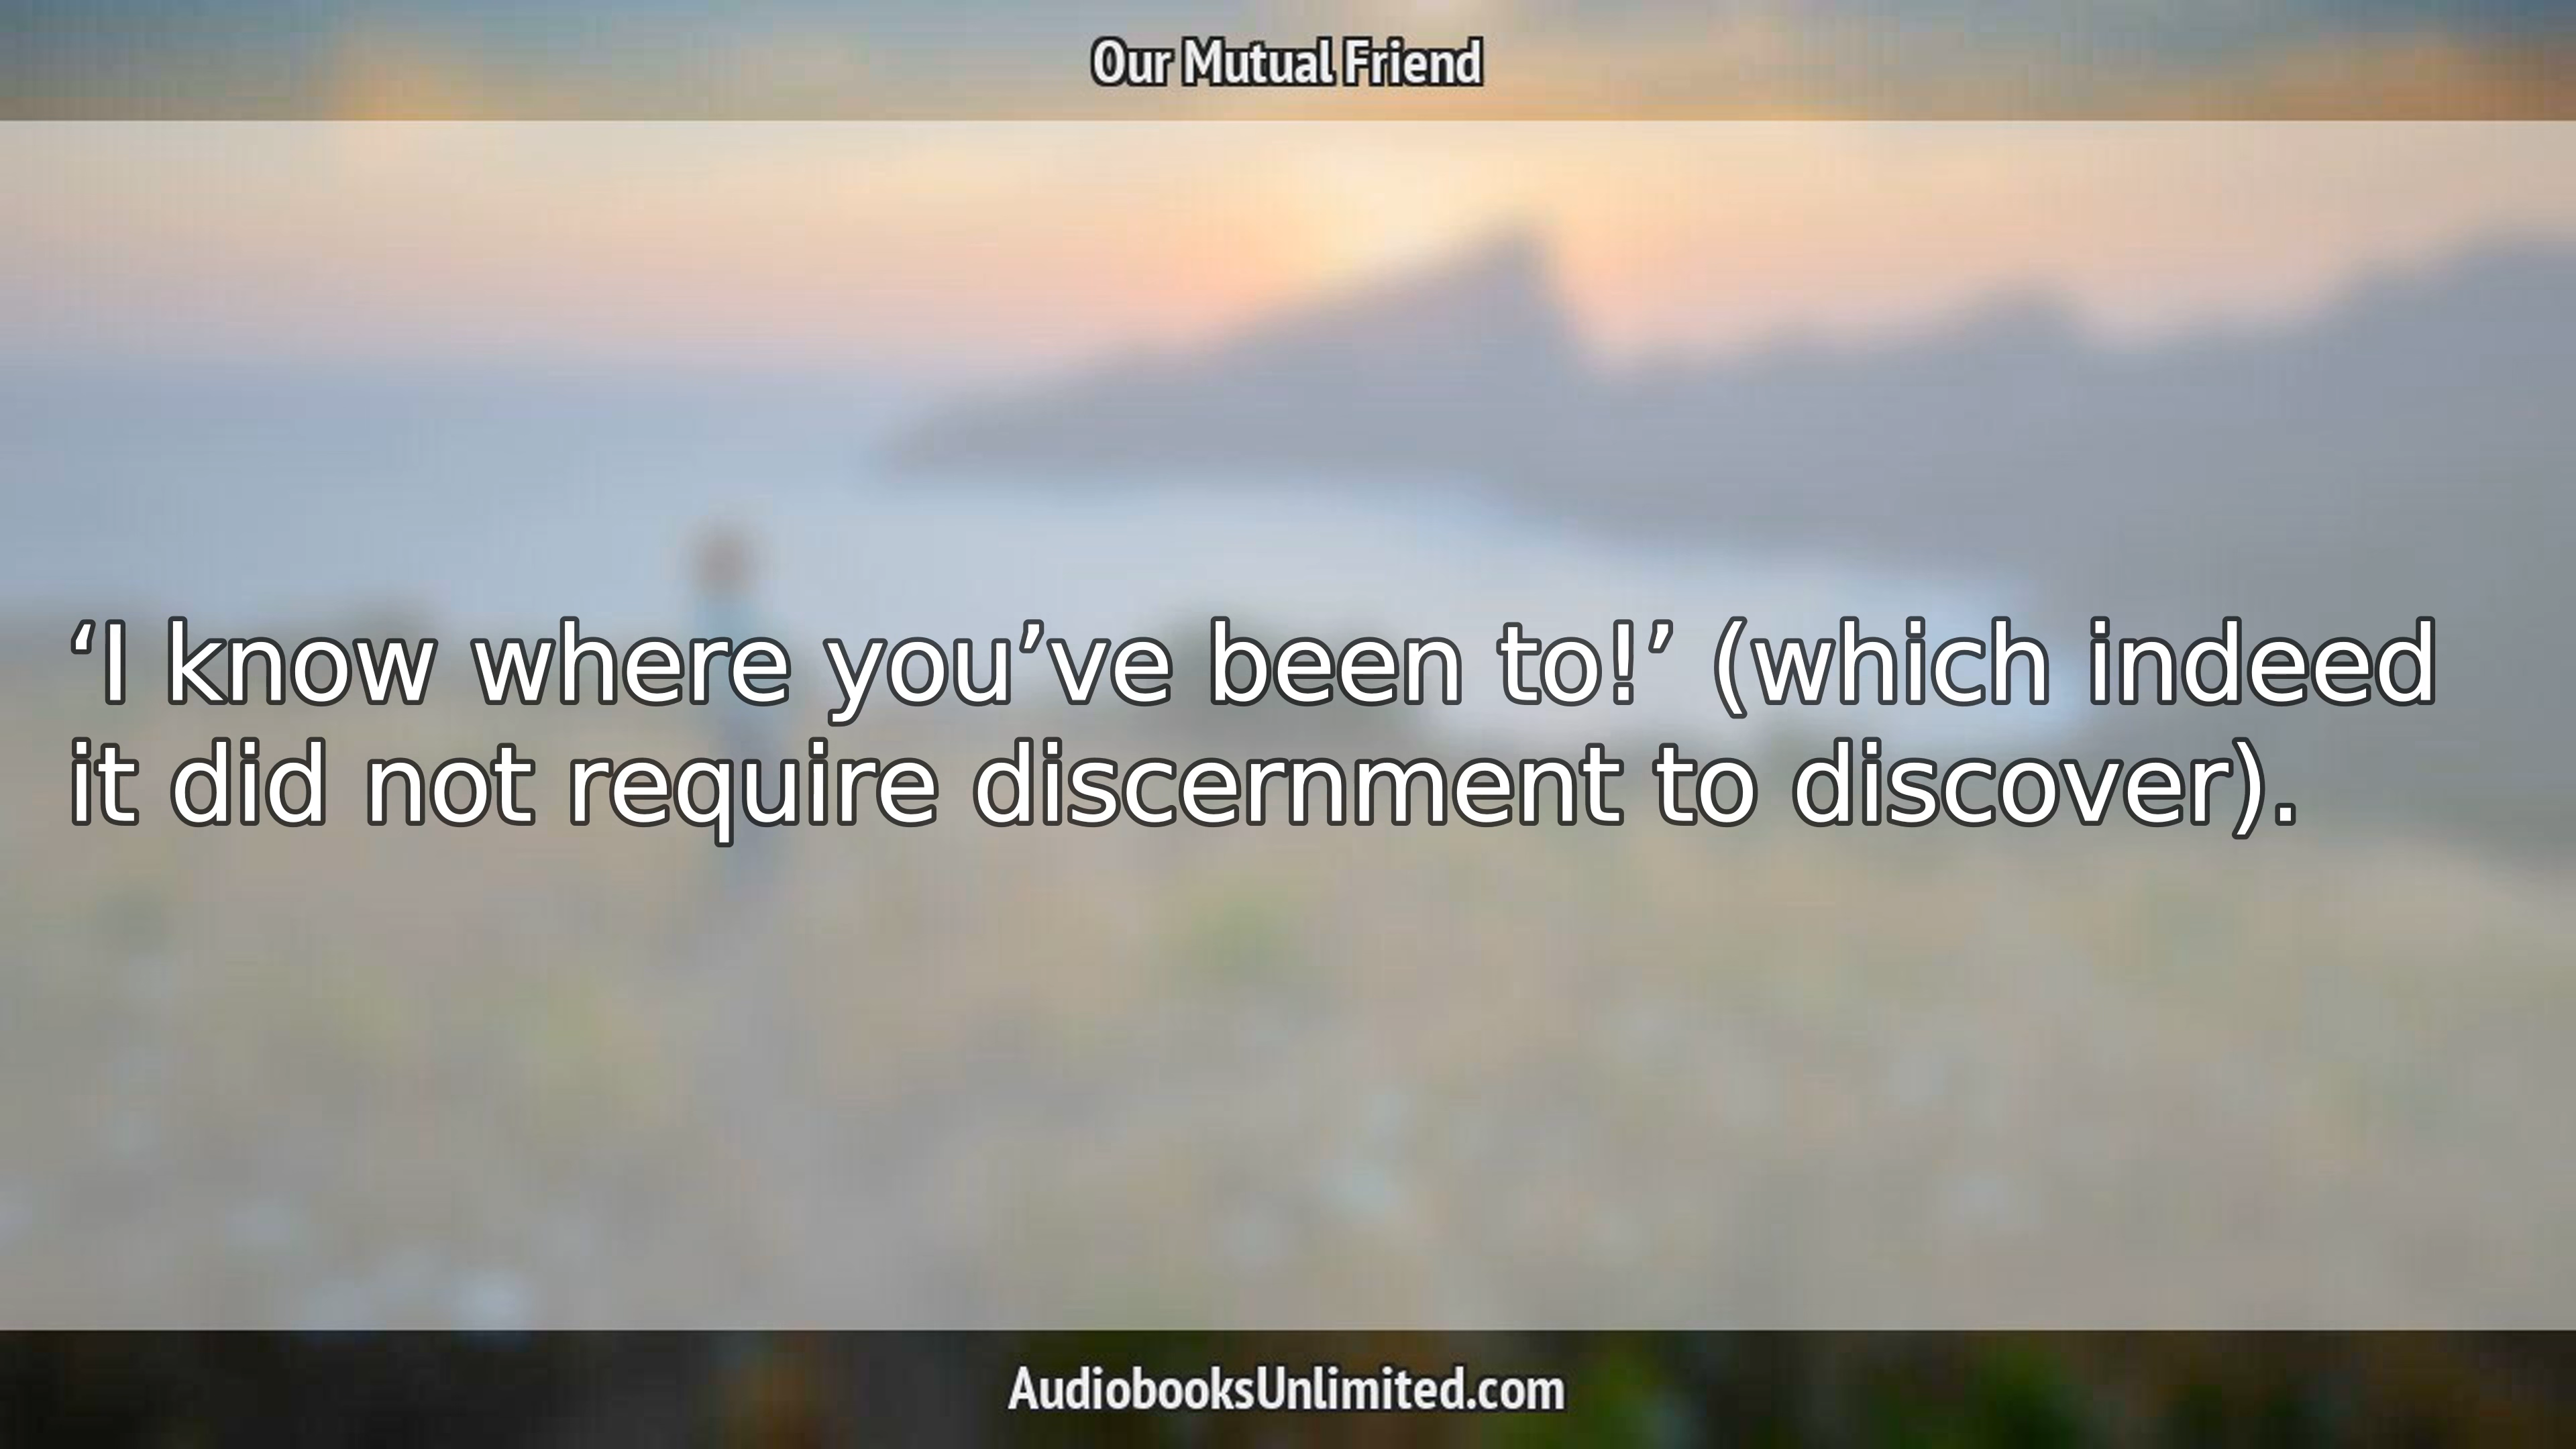 Our Mutual Friend
‘I know where you’ve been to!’ (which indeed
it did not require discernment to discover).
AudiobooksUnlimited.com